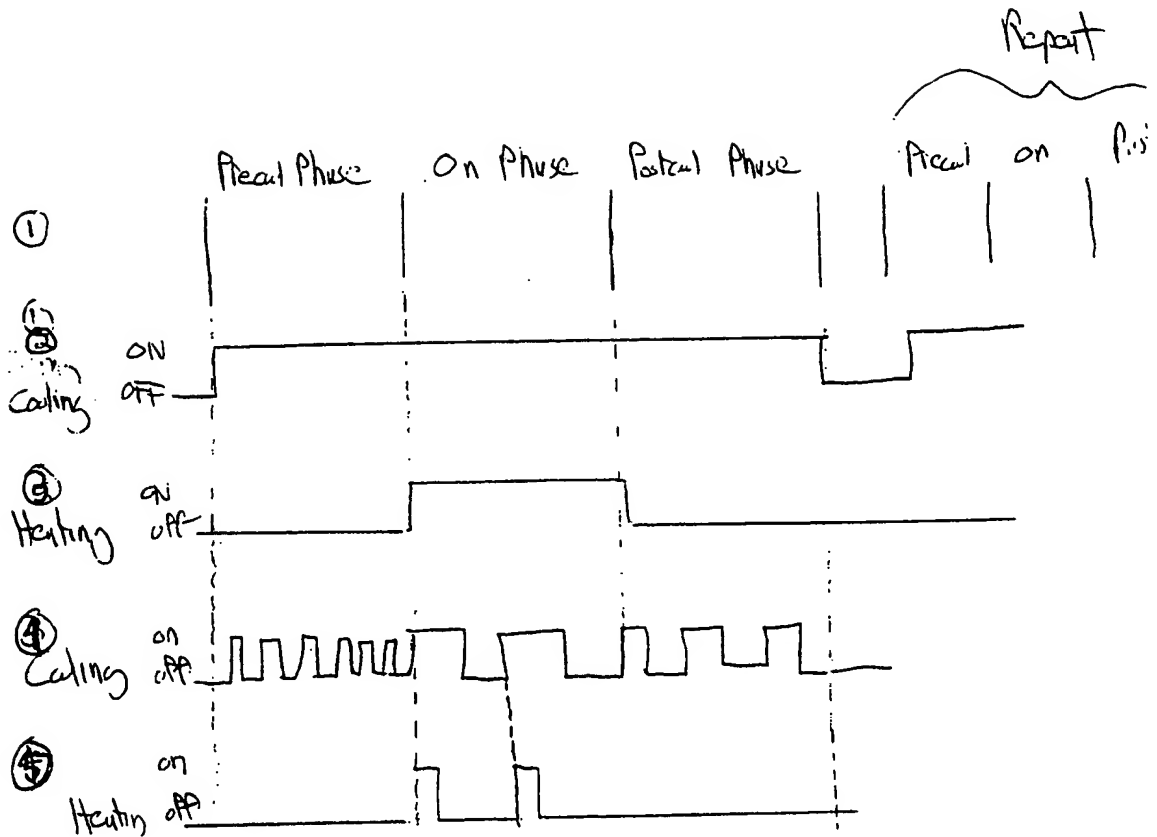 Repeat
Precool Phase On Phase Postcool Phase Precool On Pos
①
② ON
Cooling OFF
③ ON
Heating off
④ on
Cooling off
⑤ on
Heatin off